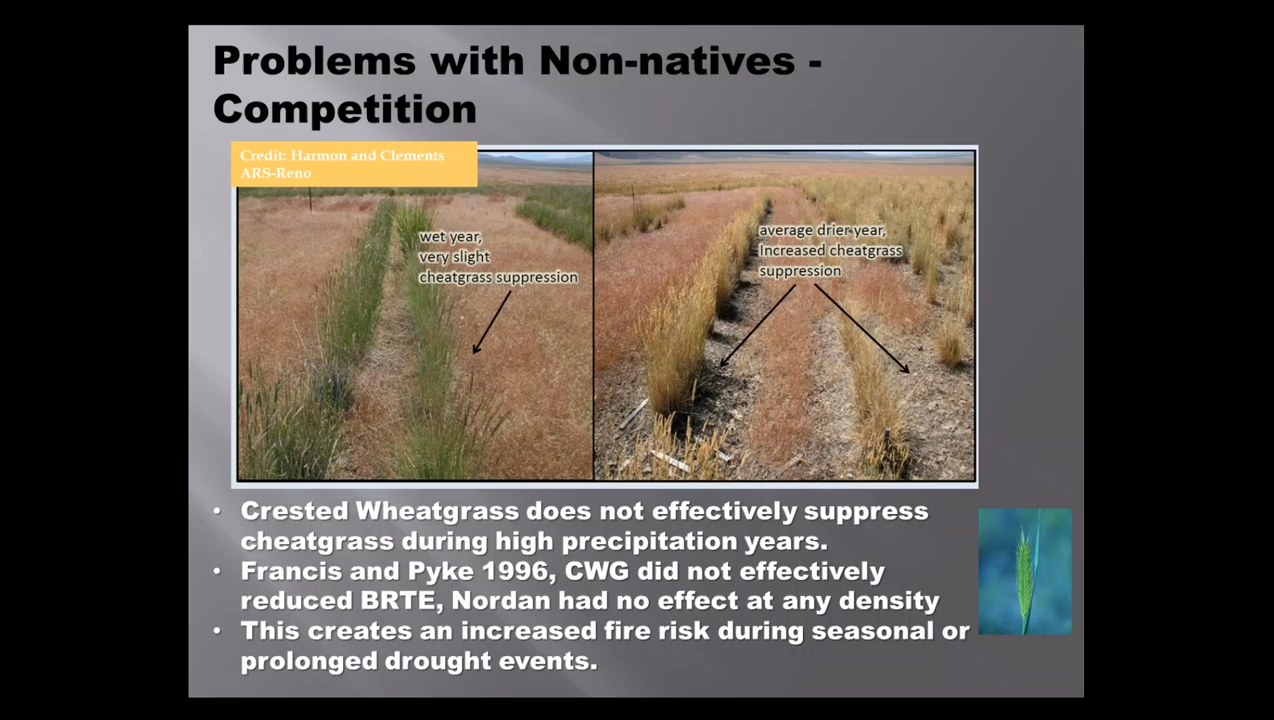 Problems with Non-natives -
Competition
Credit: Harmon and Clements
ARS-Reno
wet year,
very slight
cheatgrass suppression
average drier year,
Increased cheatgrass
suppression
• Crested Wheatgrass does not effectively suppress
cheatgrass during high precipitation years.
• Francis and Pyke 1996, CWG did not effectively
reduced BRTE, Nordan had no effect at any density
• This creates an increased fire risk during seasonal or
prolonged drought events.